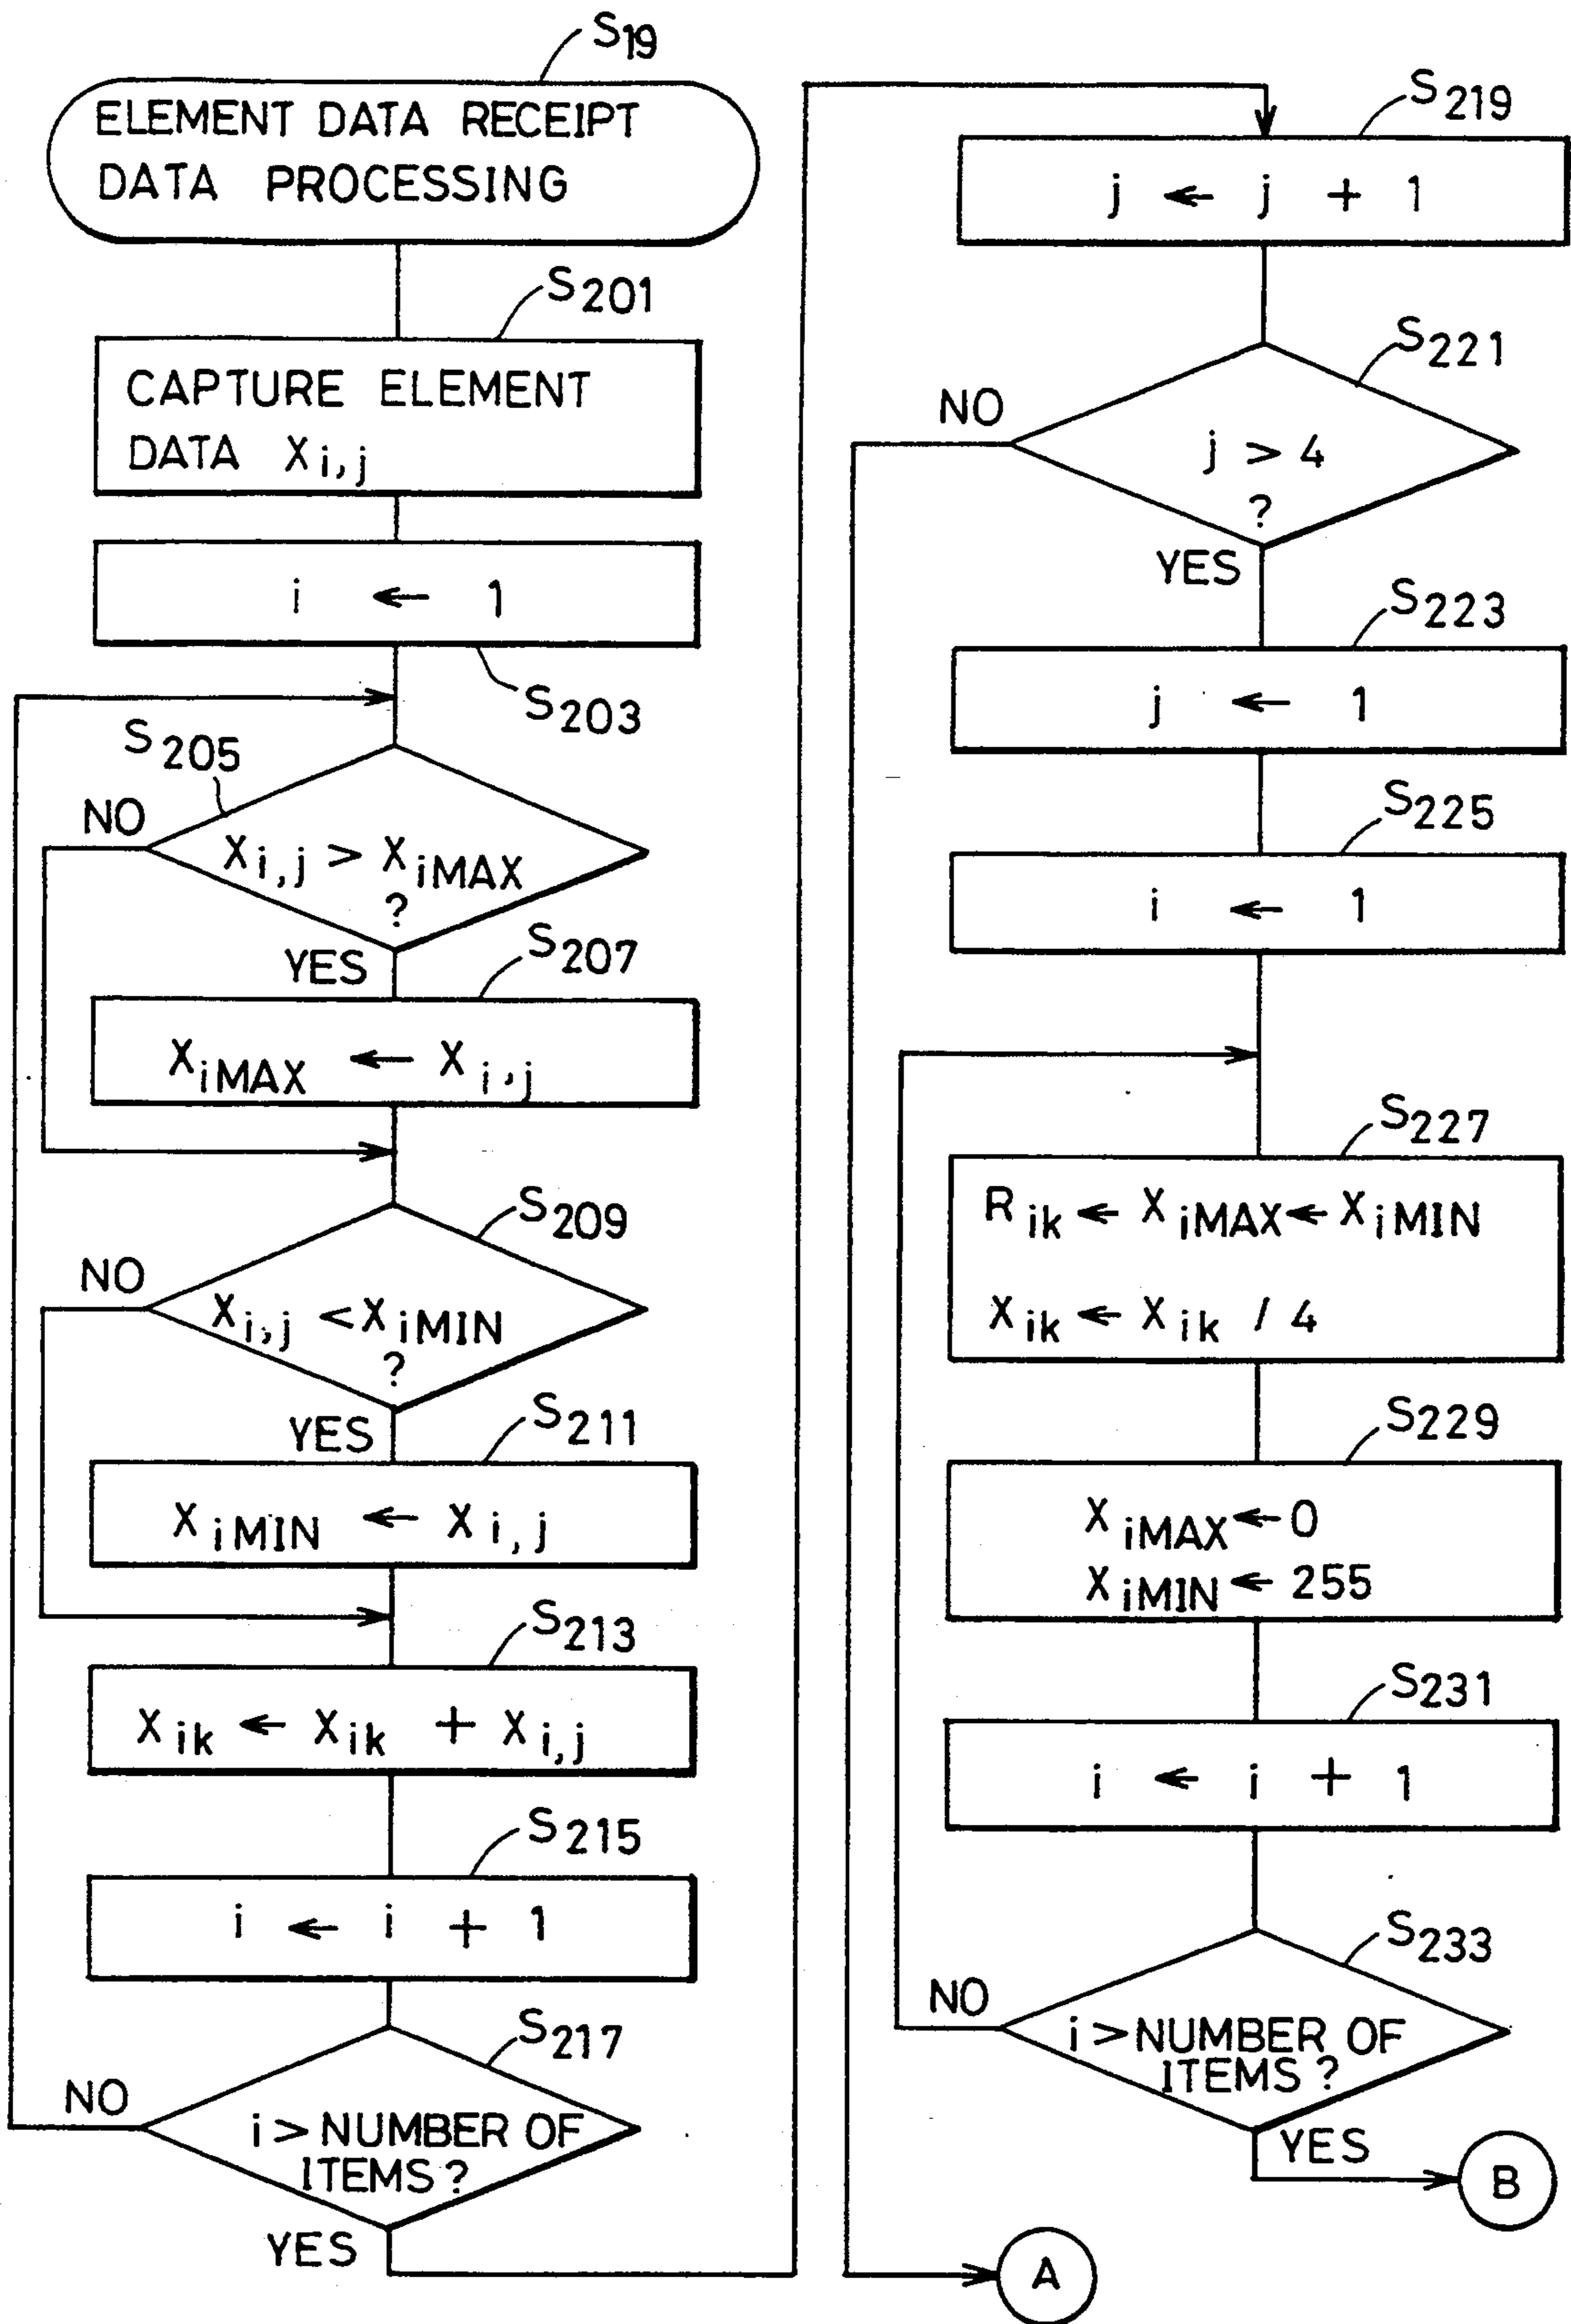 S19
ELEMENT DATA RECEIPT
DATA PROCESSING
S201
CAPTURE ELEMENT
DATA Xi,j
i ← 1
S203
S205
NO
Xi,j > XiMAX
?
YES
S207
XiMAX ← Xi,j
S209
NO
Xi,j < XiMIN
?
YES
S211
XiMIN ← Xi,j
S213
Xik ← Xik + Xi,j
S215
i ← i + 1
S217
NO
i > NUMBER OF
ITEMS ?
YES
S219
j ← j + 1
S221
NO
j > 4
?
YES
S223
j ← 1
S225
i ← 1
S227
Rik ← XiMAX ← XiMIN
Xik ← Xik / 4
S229
XiMAX ← 0
XiMIN ← 255
S231
i ← i + 1
S233
NO
i > NUMBER OF
ITEMS ?
YES
B
A